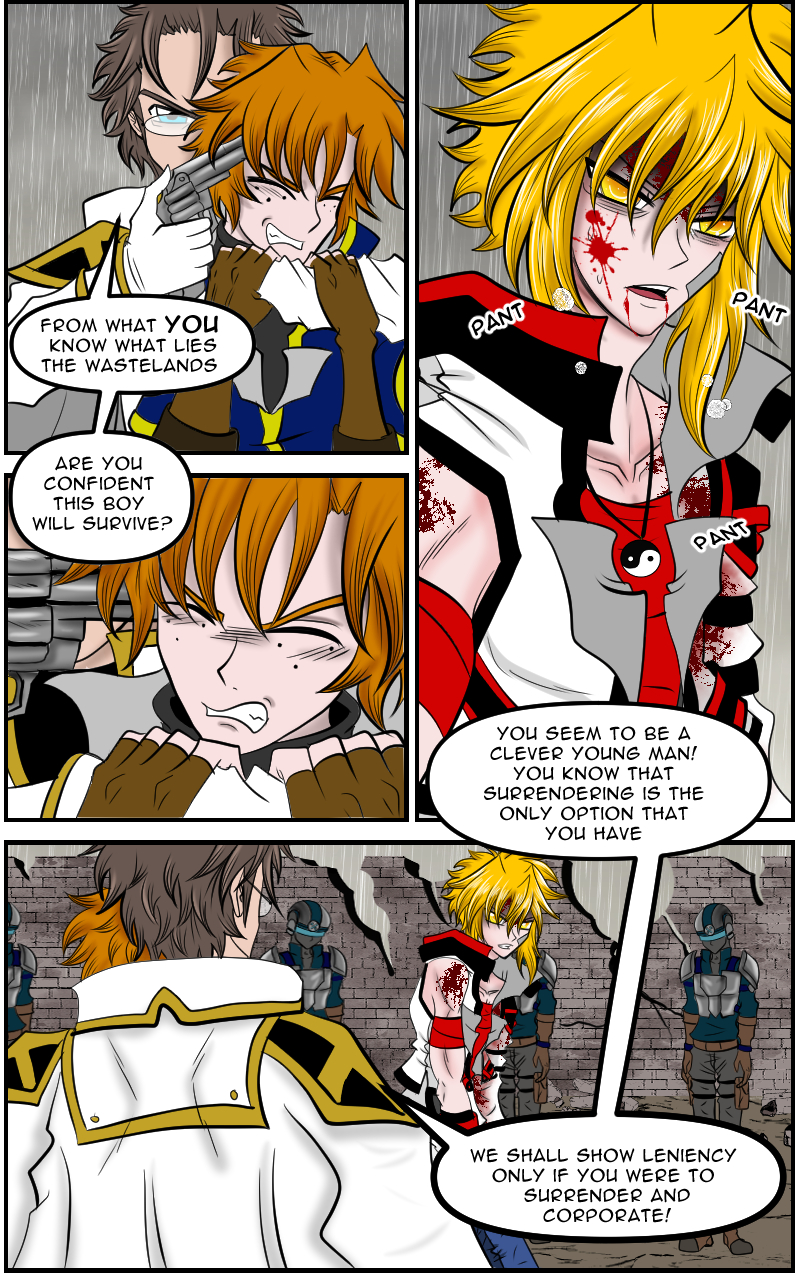 FROM WHAT YOU
KNOW WHAT LIES
THE WASTELANDS
ARE YOU
CONFIDENT
THIS BOY
WILL SURVIVE?
PANT
PANT
PANT
YOU SEEM TO BE A
CLEVER YOUNG MAN!
YOU KNOW THAT
SURRENDERING IS THE
ONLY OPTION THAT
YOU HAVE
WE SHALL SHOW LENIENCY
ONLY IF YOU WERE TO
SURRENDER AND
CORPORATE!